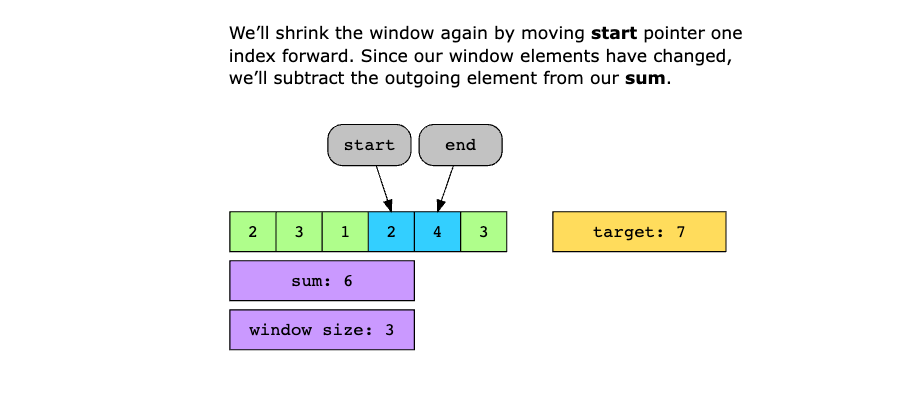 We’ll shrink the window again by moving start pointer one
index forward. Since our window elements have changed,
we’ll subtract the outgoing element from our sum.
start end
2 3 1 2 4 3 target: 7
sum: 6
window size: 3